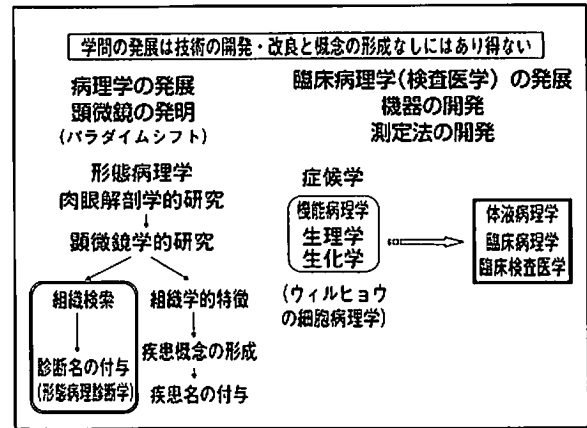 学問の発展は技術の開発・改良と概念の形成なしにはあり得ない
病理学の発展
顕微鏡の発明
(パラダイムシフト)
形態病理学
肉眼解剖学的研究
顕微鏡学的研究
組織検索
組織学的特徴
診断名の付与
(形態病理診断学)
疾患概念の形成
疾患名の付与
臨床病理学(検査医学)の発展
機器の開発
測定法の開発
症候学
機能病理学
生理学
生化学
(ウィルヒョウ
の細胞病理学)
体液病理学
臨床病理学
臨床検査医学